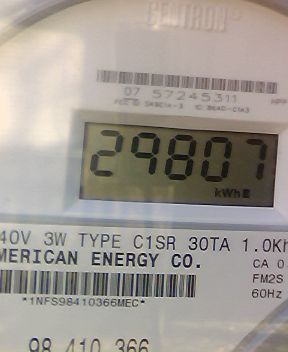 CENTRON®
07 57245311
29807
kWh
40V 3W TYPE C1SR 30TA 1.0Kh
MERICAN ENERGY CO.
CA 0
FM2S
60Hz
*1NFS98410366MEC*
98 410 366